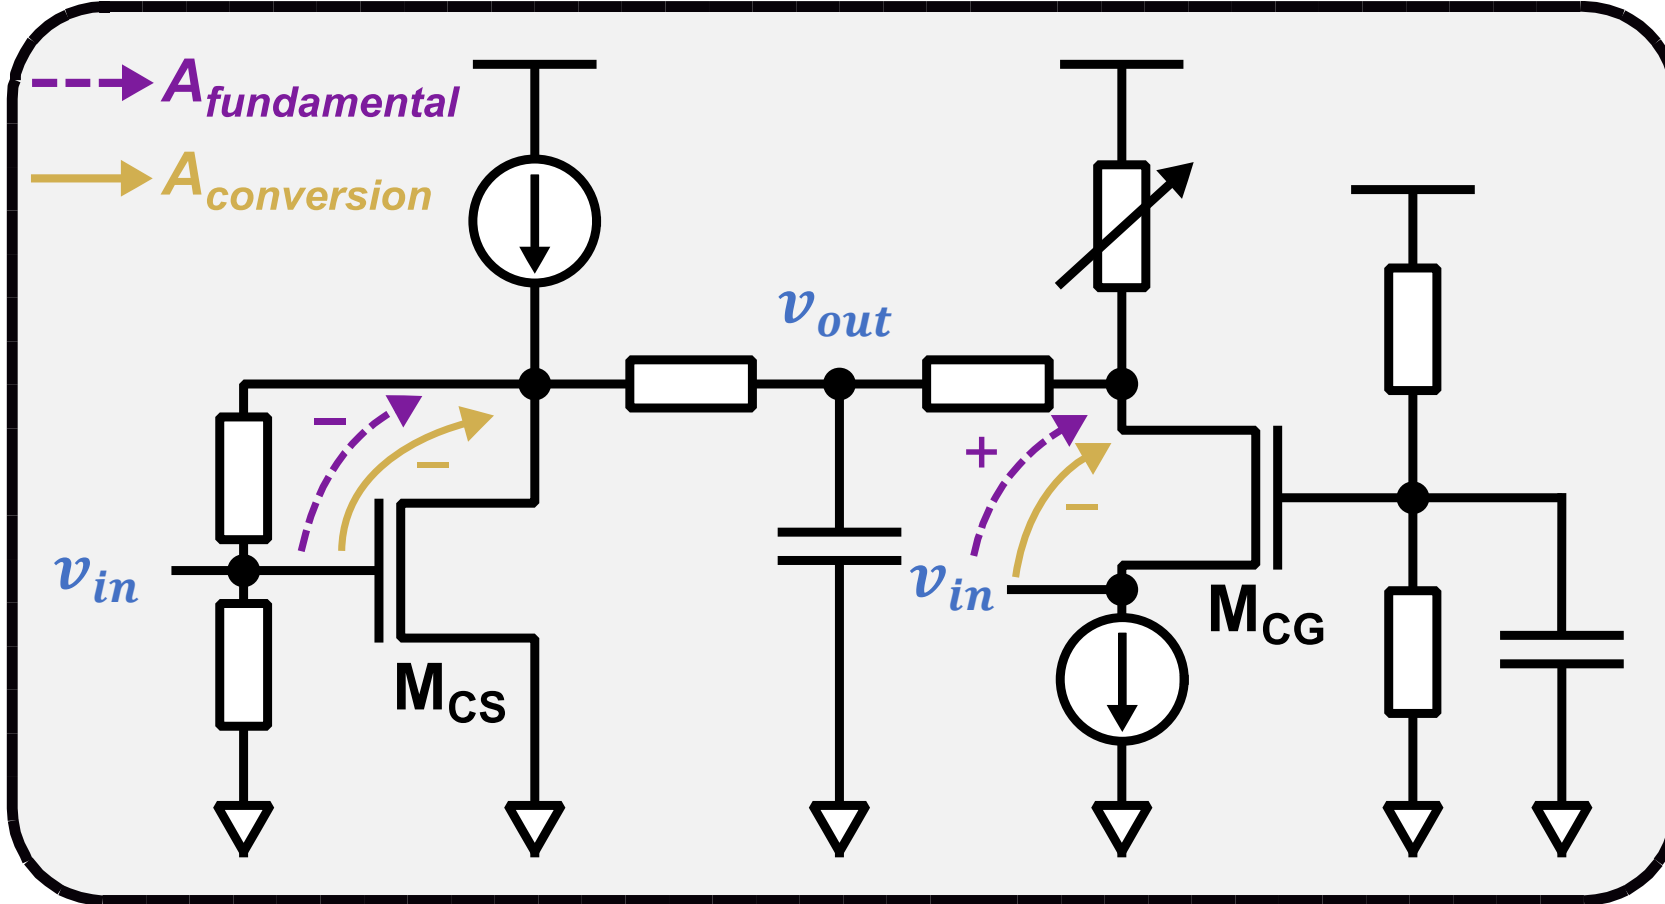 A_fundamental
A_conversion
v_out
−
−
+
−
v_in
v_in
M_CS
M_CG